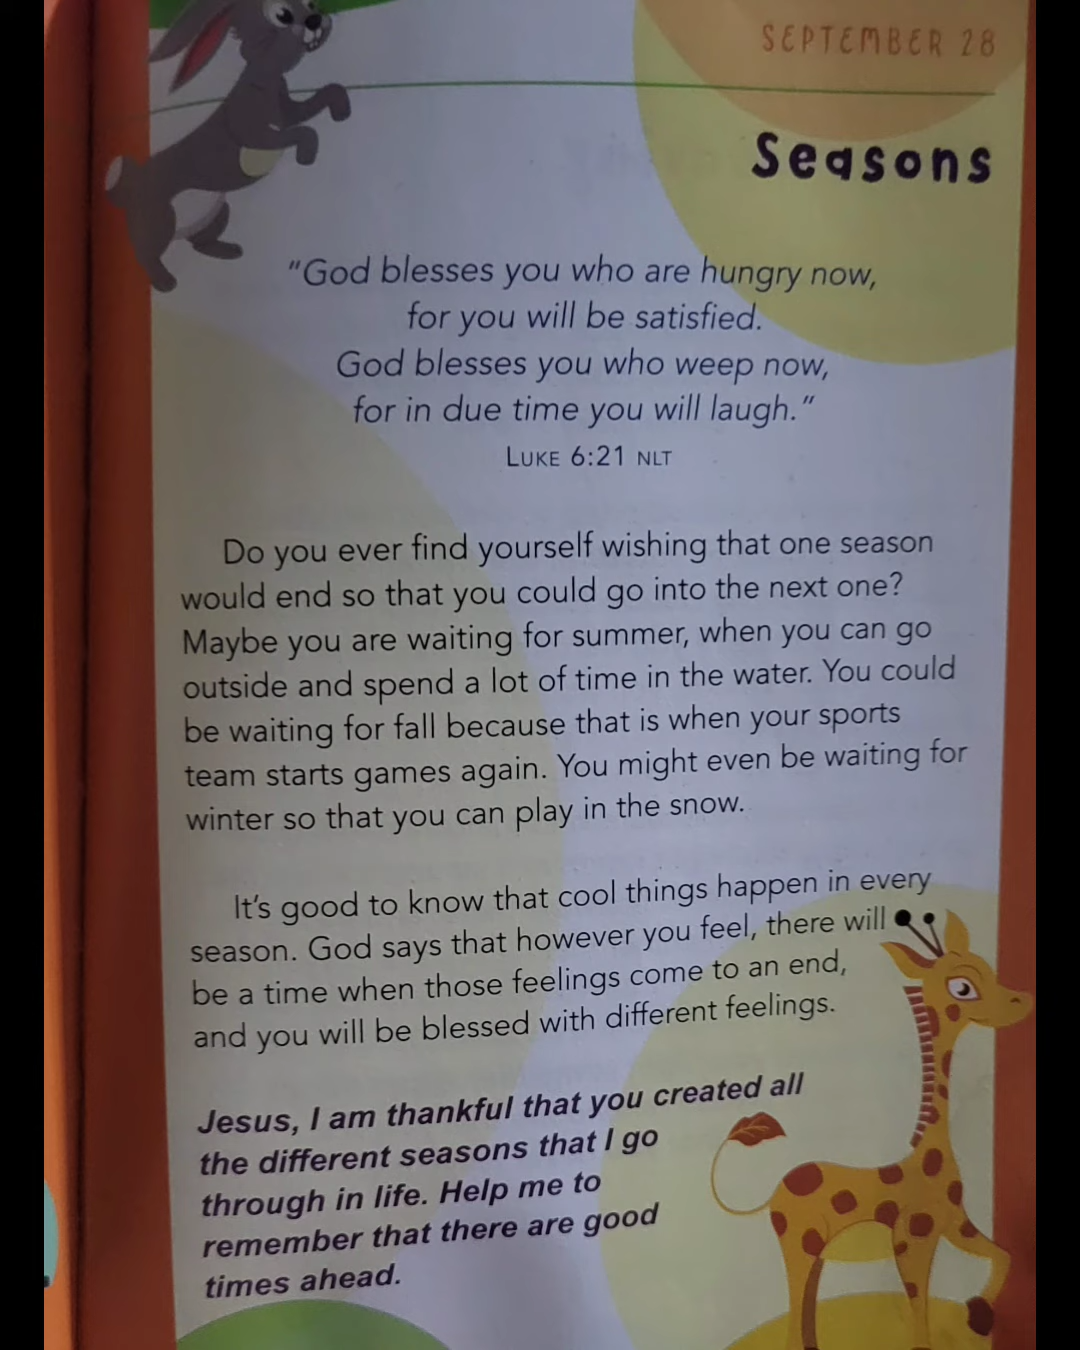 SEPTEMBER 28
Seasons
“God blesses you who are hungry now,
for you will be satisfied.
God blesses you who weep now,
for in due time you will laugh.”
LUKE 6:21 NLT
Do you ever find yourself wishing that one season
would end so that you could go into the next one?
Maybe you are waiting for summer, when you can go
outside and spend a lot of time in the water. You could
be waiting for fall because that is when your sports
team starts games again. You might even be waiting for
winter so that you can play in the snow.
It’s good to know that cool things happen in every
season. God says that however you feel, there will
be a time when those feelings come to an end,
and you will be blessed with different feelings.
Jesus, I am thankful that you created all
the different seasons that I go
through in life. Help me to
remember that there are good
times ahead.